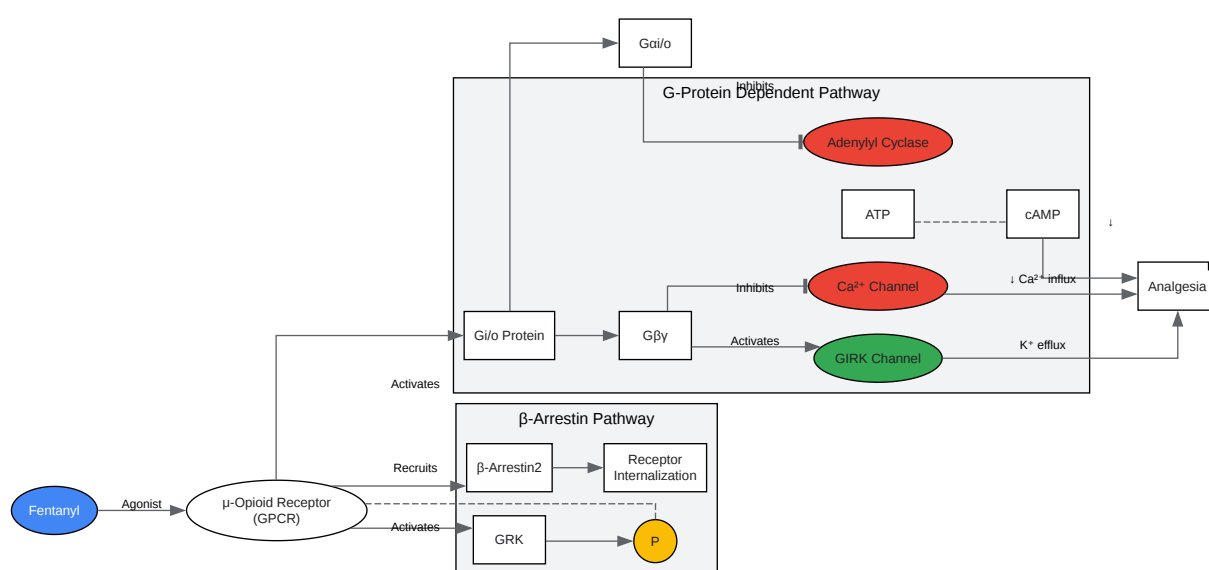 Gαi/o
Inhibits
G-Protein Dependent Pathway
Adenylyl Cyclase
ATP
cAMP
↓
↓ Ca²⁺ influx
Inhibits
Ca²⁺ Channel
Analgesia
Gi/o Protein
Gβγ
Activates
GIRK Channel
K⁺ efflux
Activates
β-Arrestin Pathway
Recruits
β-Arrestin2
Receptor
Internalization
Fentanyl
Agonist
μ-Opioid Receptor
(GPCR)
Activates
GRK
P